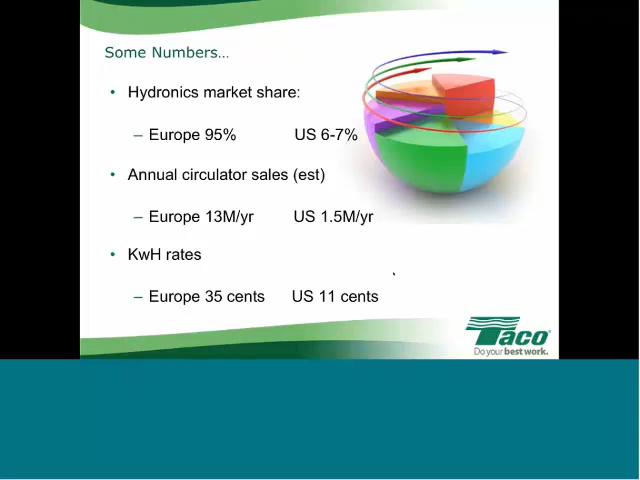 Some Numbers...
• Hydronics market share:
– Europe 95% US 6-7%
• Annual circulator sales (est)
– Europe 13M/yr US 1.5M/yr
• KwH rates
– Europe 35 cents US 11 cents
Taco®
Do your best work.